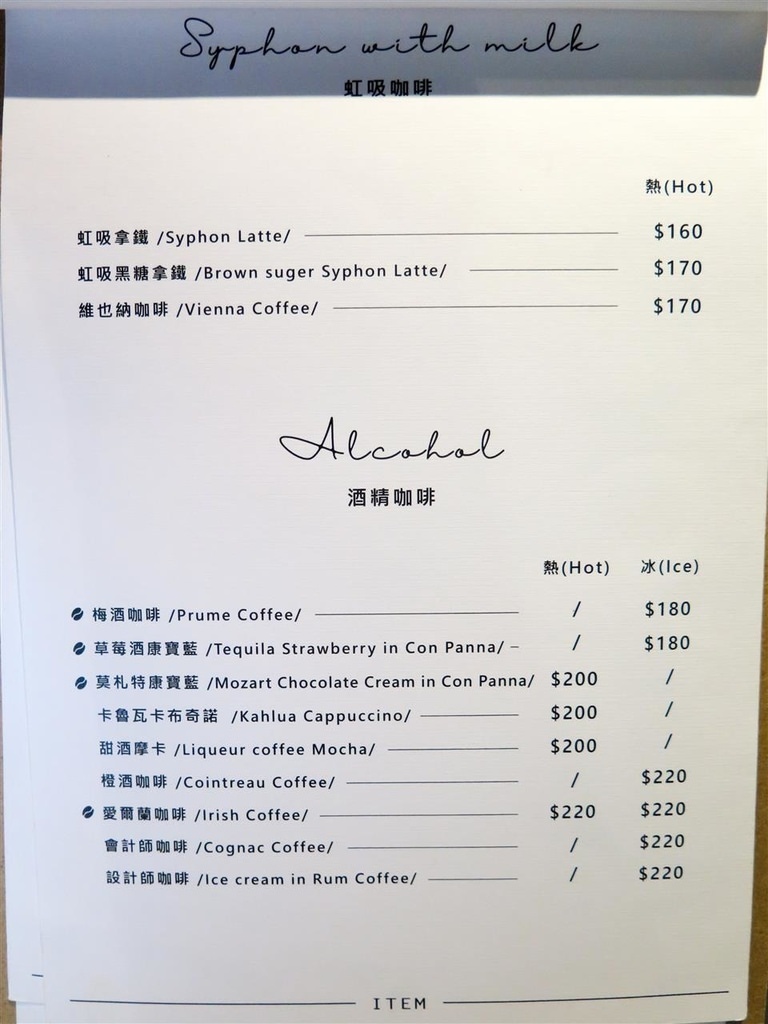 Syphon with milk
虹吸咖啡
熱(Hot)
虹吸拿鐵 /Syphon Latte/ $160
虹吸黑糖拿鐵 /Brown suger Syphon Latte/ $170
維也納咖啡 /Vienna Coffee/ $170
Alcohol
酒精咖啡
熱(Hot) 冰(Ice)
梅酒咖啡 /Prume Coffee/ / $180
草莓酒康寶藍 /Tequila Strawberry in Con Panna/ / $180
莫札特康寶藍 /Mozart Chocolate Cream in Con Panna/ $200 /
卡魯瓦卡布奇諾 /Kahlua Cappuccino/ $200 /
甜酒摩卡 /Liqueur coffee Mocha/ $200 /
橙酒咖啡 /Cointreau Coffee/ / $220
愛爾蘭咖啡 /Irish Coffee/ $220 $220
會計師咖啡 /Cognac Coffee/ / $220
設計師咖啡 /Ice cream in Rum Coffee/ / $220
ITEM